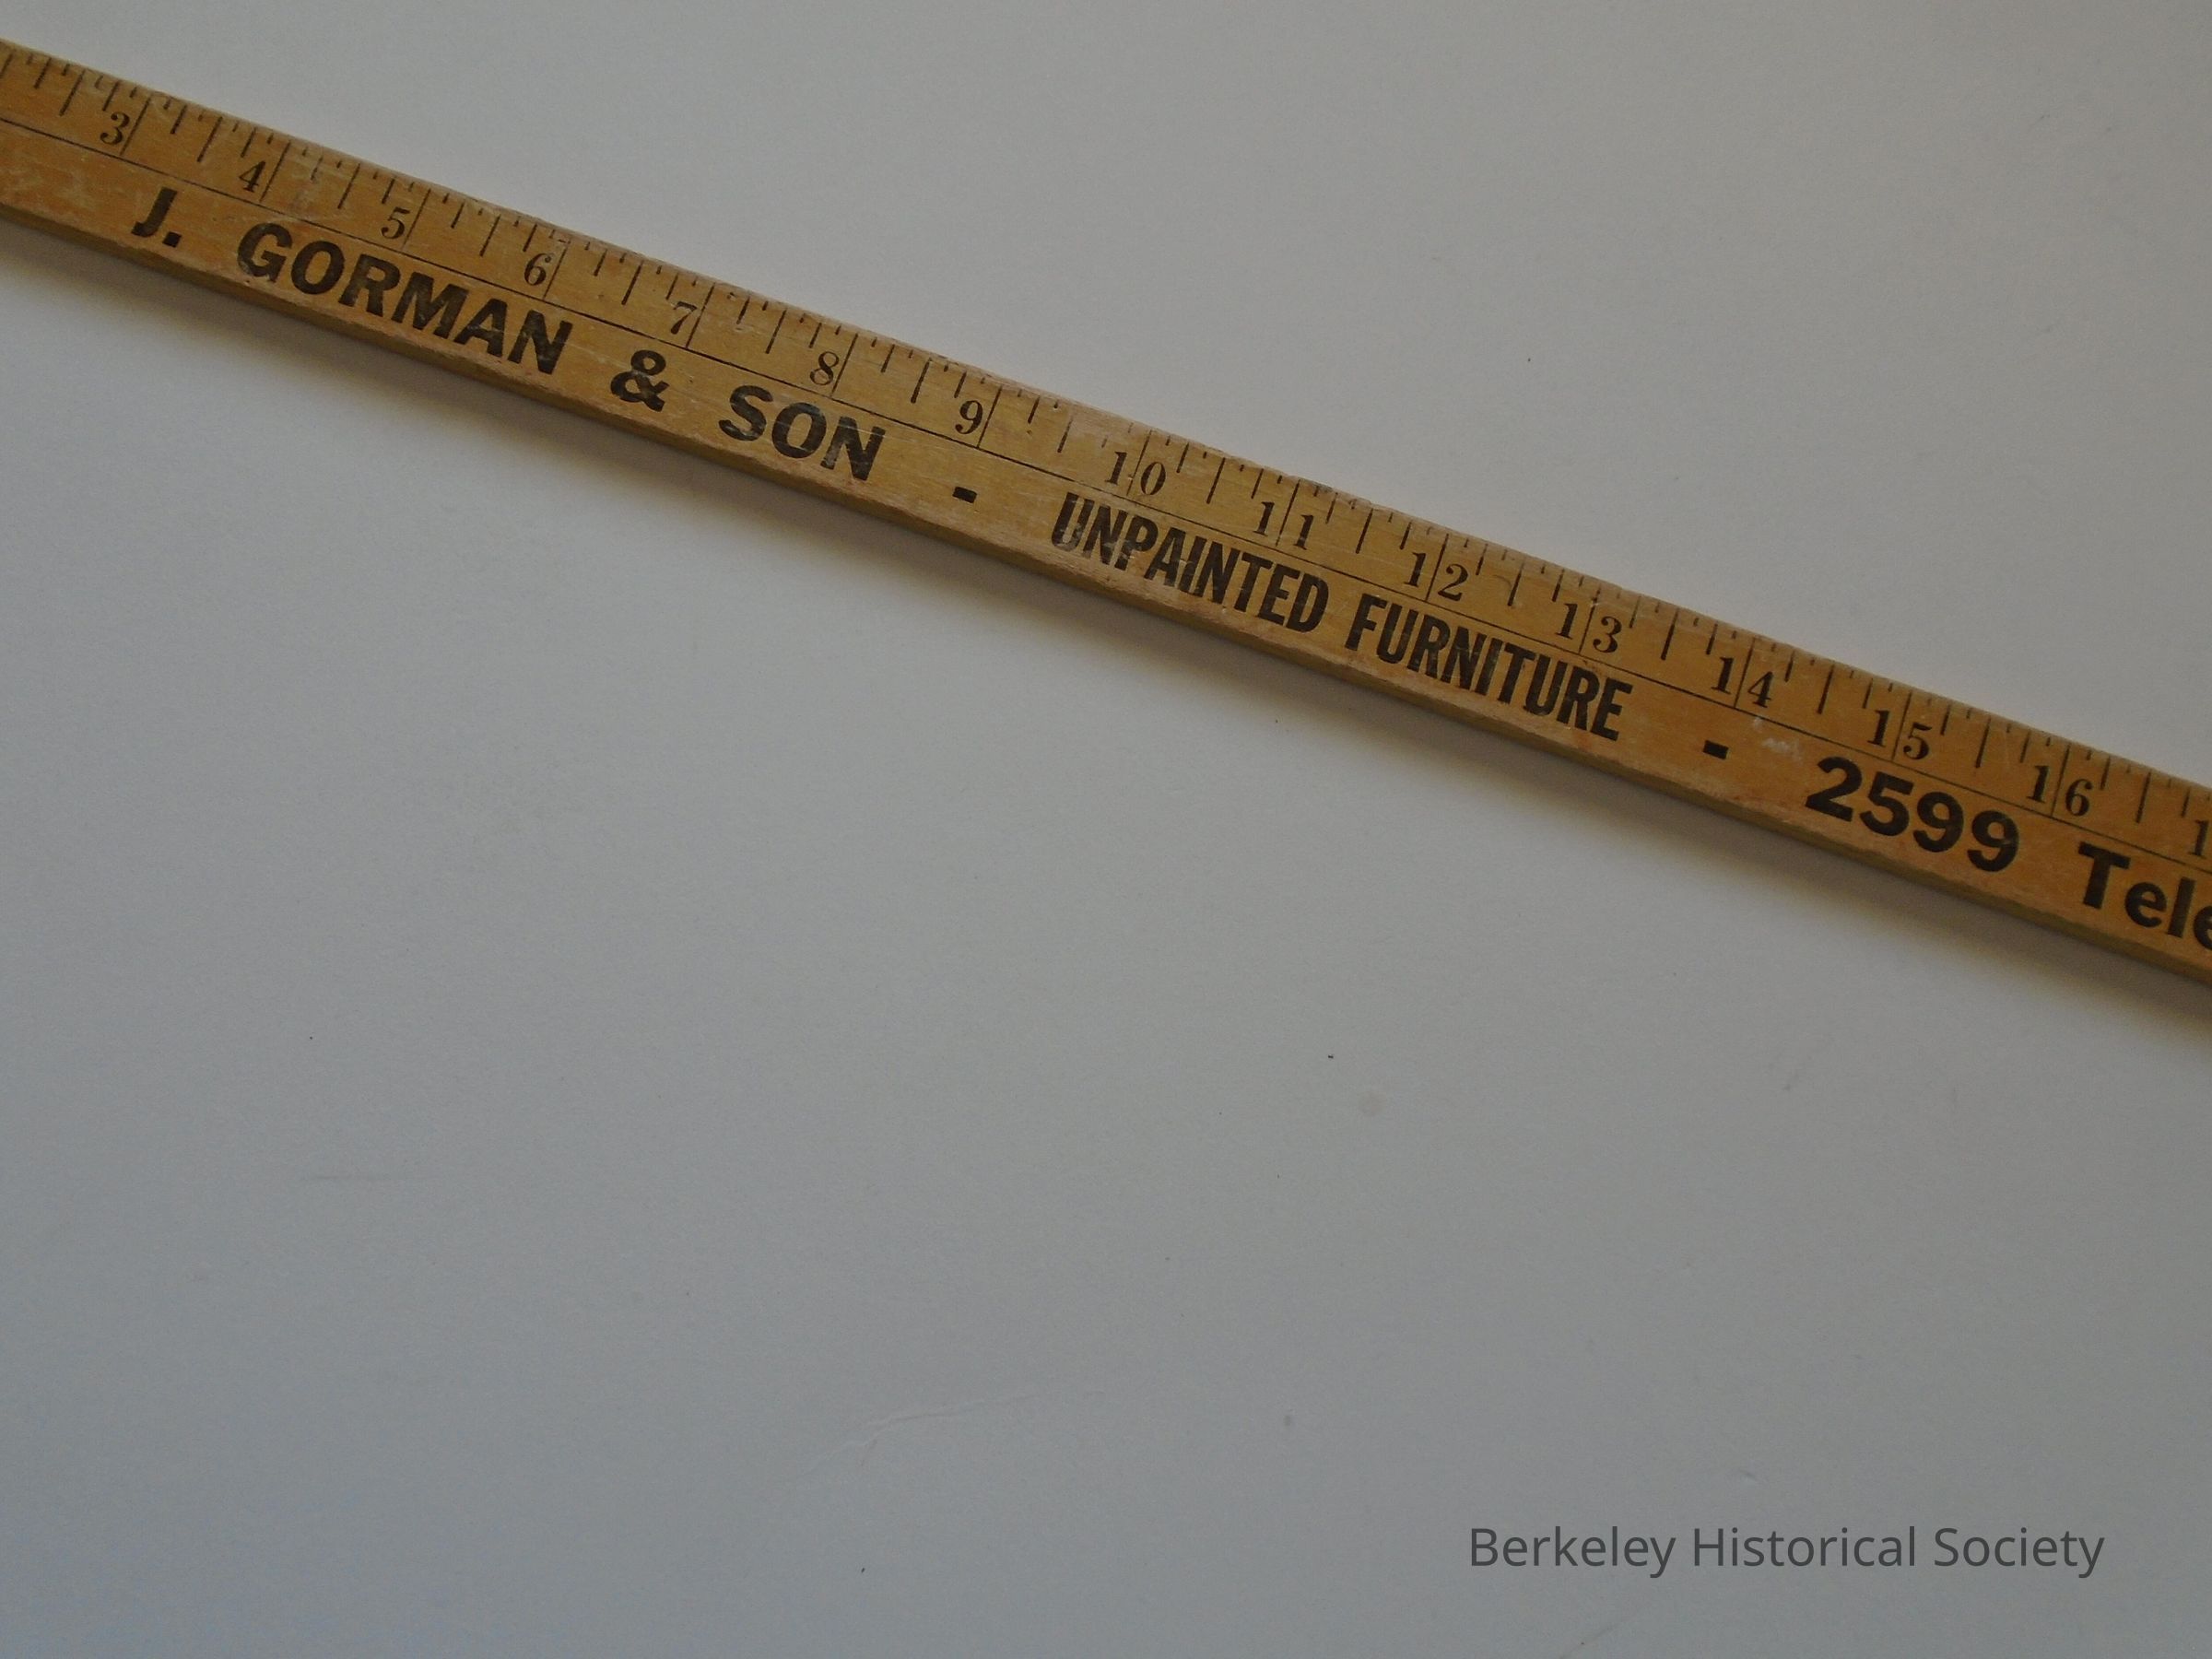 3 4 5 6 7 8 9 10 11 12 13 14 15 16 1
J. GORMAN & SON - UNPAINTED FURNITURE - 2599 Tele
Berkeley Historical Society